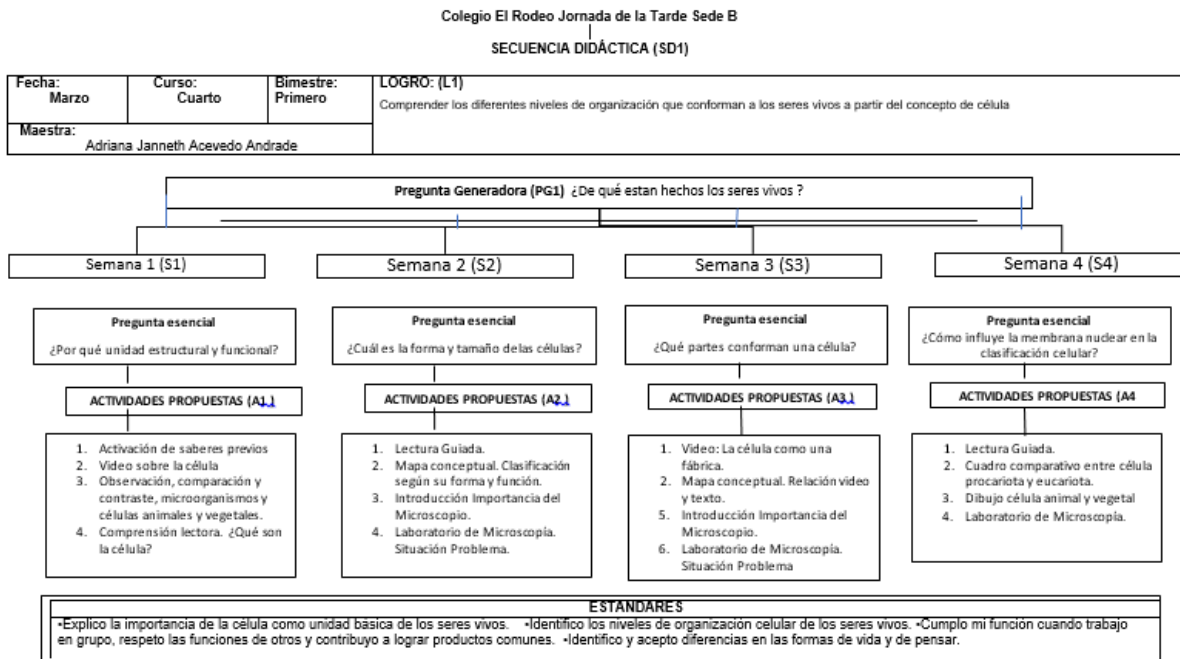 Colegio El Rodeo Jornada de la Tarde Sede B
SECUENCIA DIDÁCTICA (SD1)
Fecha:
Marzo
Curso:
Cuarto
Bimestre:
Primero
LOGRO: (L1)
Comprender los diferentes niveles de organización que conforman a los seres vivos a partir del concepto de célula
Maestra:
Adriana Janneth Acevedo Andrade
Pregunta Generadora (PG1) ¿De qué estan hechos los seres vivos ?
Semana 1 (S1)
Semana 2 (S2)
Semana 3 (S3)
Semana 4 (S4)
Pregunta esencial
¿Por qué unidad estructural y funcional?
Pregunta esencial
¿Cuál es la forma y tamaño delas células?
Pregunta esencial
¿Qué partes conforman una célula?
Pregunta esencial
¿Cómo influye la membrana nuclear en la
clasificación celular?
ACTIVIDADES PROPUESTAS (A1.)
ACTIVIDADES PROPUESTAS (A2.)
ACTIVIDADES PROPUESTAS (A3.)
ACTIVIDADES PROPUESTAS (A4
1. Activación de saberes previos
2. Video sobre la célula
3. Observación, comparación y
contraste, microorganismos y
células animales y vegetales.
4. Comprensión lectora. ¿Qué son
la célula?
1. Lectura Guiada.
2. Mapa conceptual. Clasificación
según su forma y función.
3. Introducción Importancia del
Microscopio.
4. Laboratorio de Microscopía.
Situación Problema.
1. Video: La célula como una
fábrica.
2. Mapa conceptual. Relación video
y texto.
5. Introducción Importancia del
Microscopio.
6. Laboratorio de Microscopía.
Situación Problema
1. Lectura Guiada.
2. Cuadro comparativo entre célula
procariota y eucariota.
3. Dibujo célula animal y vegetal
4. Laboratorio de Microscopía.
ESTANDARES
•Explico la importancia de la célula como unidad básica de los seres vivos. •Identifico los niveles de organización celular de los seres vivos. •Cumplo mi función cuando trabajo
en grupo, respeto las funciones de otros y contribuyo a lograr productos comunes. •Identifico y acepto diferencias en las formas de vida y de pensar.